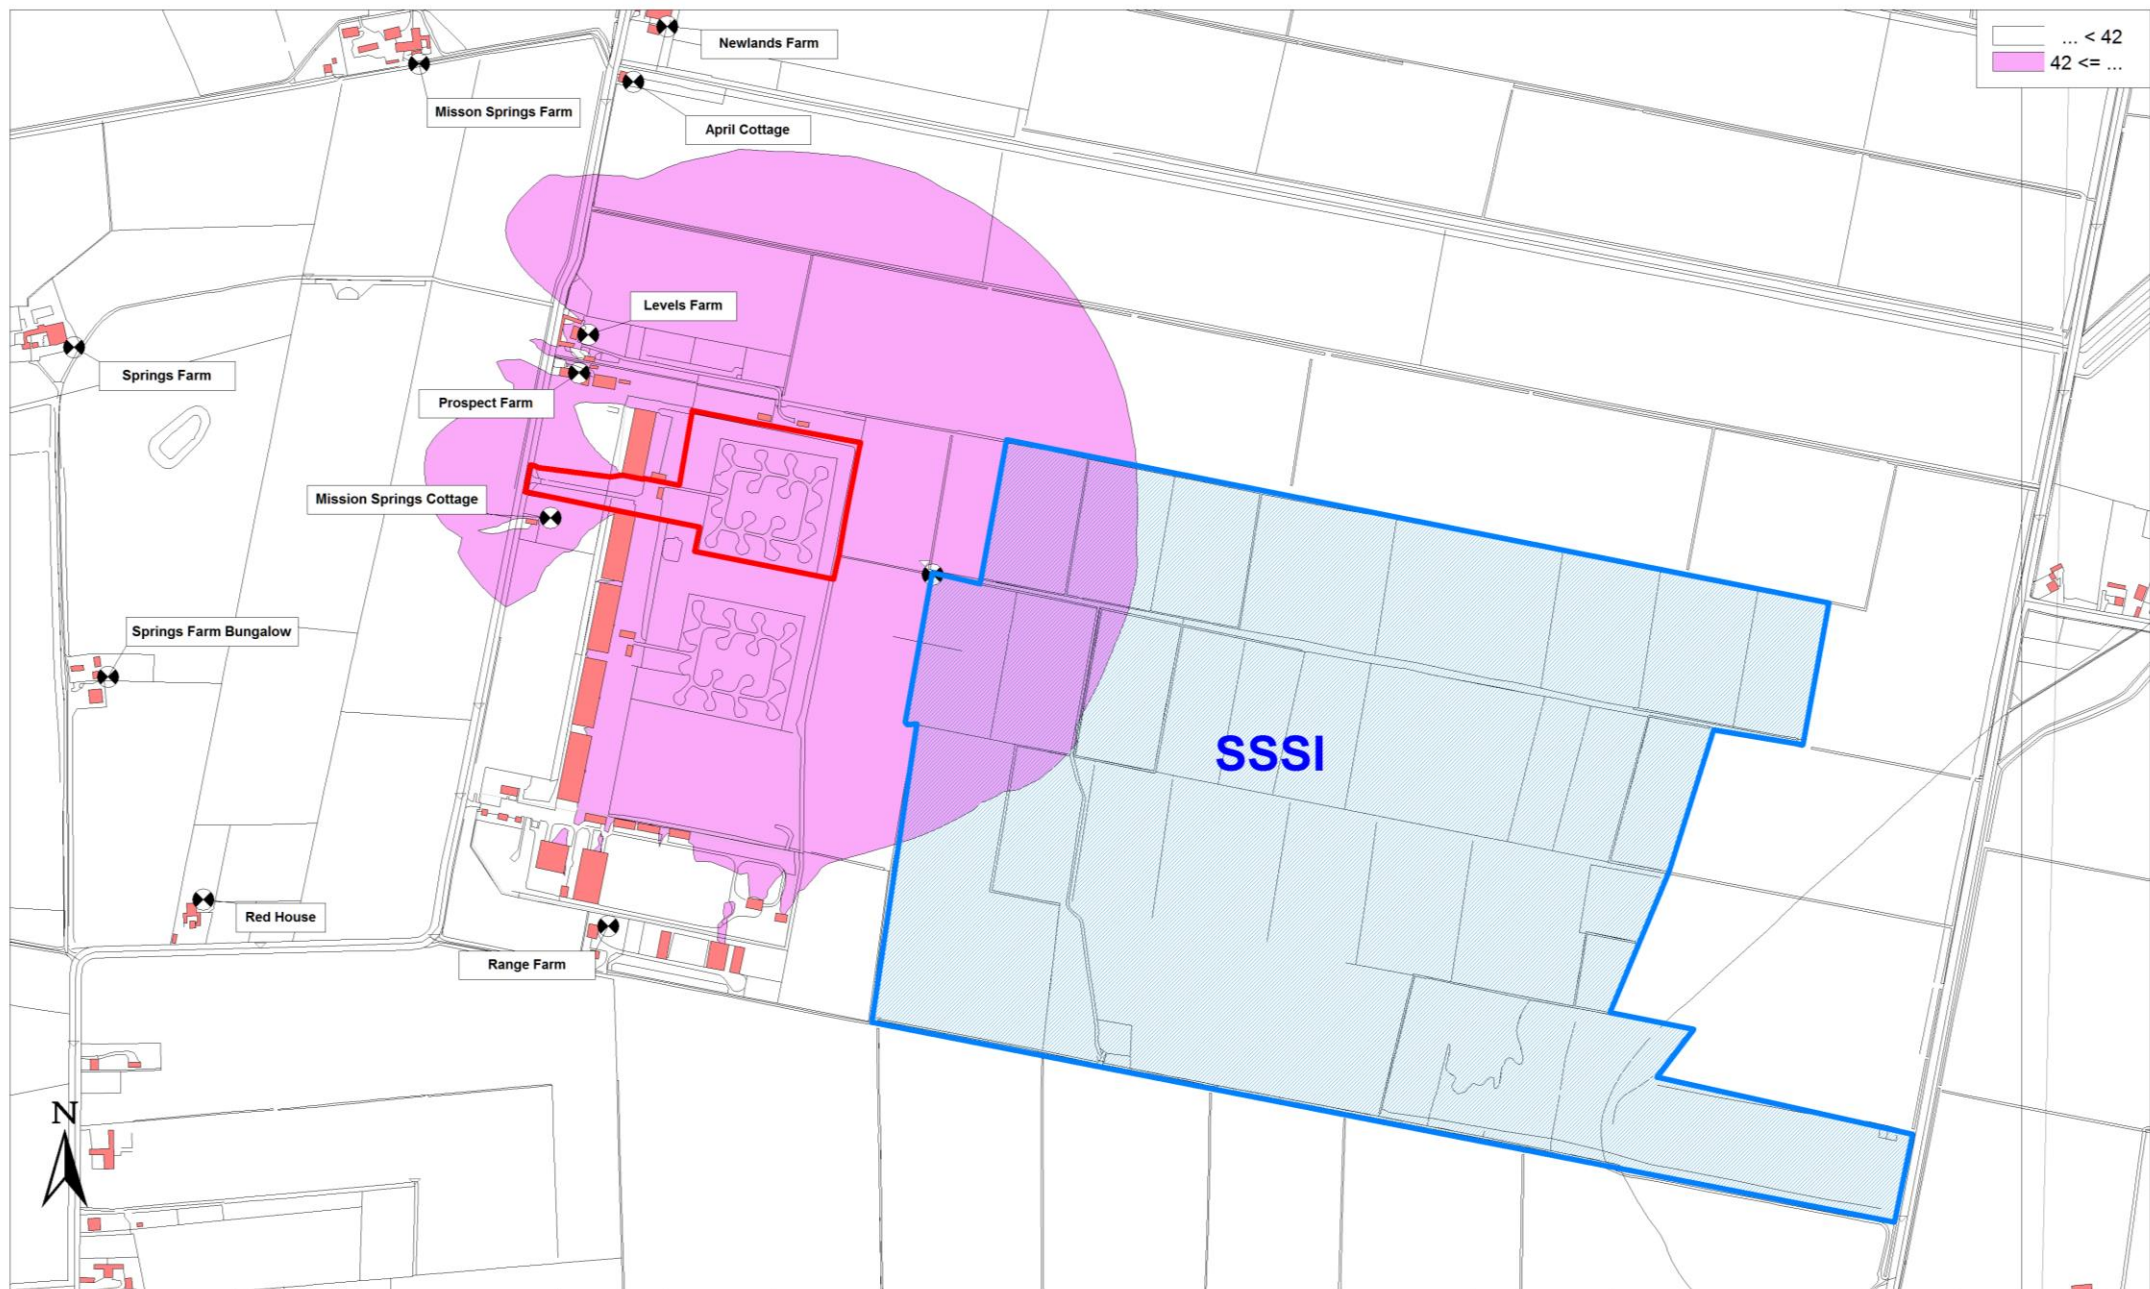 Newlands Farm
... < 42
42 <= ...
Misson Springs Farm
April Cottage
Levels Farm
Springs Farm
Prospect Farm
Mission Springs Cottage
Springs Farm Bungalow
SSSI
Red House
Range Farm
N